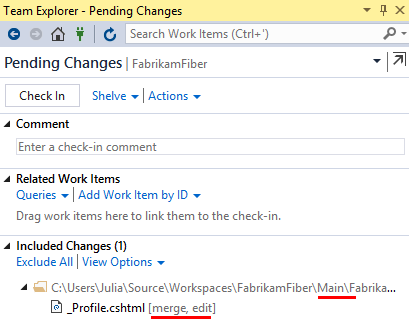 Team Explorer - Pending Changes
Search Work Items (Ctrl+')
Pending Changes | FabrikamFiber
Check In Shelve | Actions
Comment
Enter a check-in comment
Related Work Items
Queries | Add Work Item by ID
Drag work items here to link them to the check-in.
Included Changes (1)
Exclude All | View Options
C:\Users\Julia\Source\Workspaces\FabrikamFiber\Main\Fabrika...
_Profile.cshtml [merge, edit]